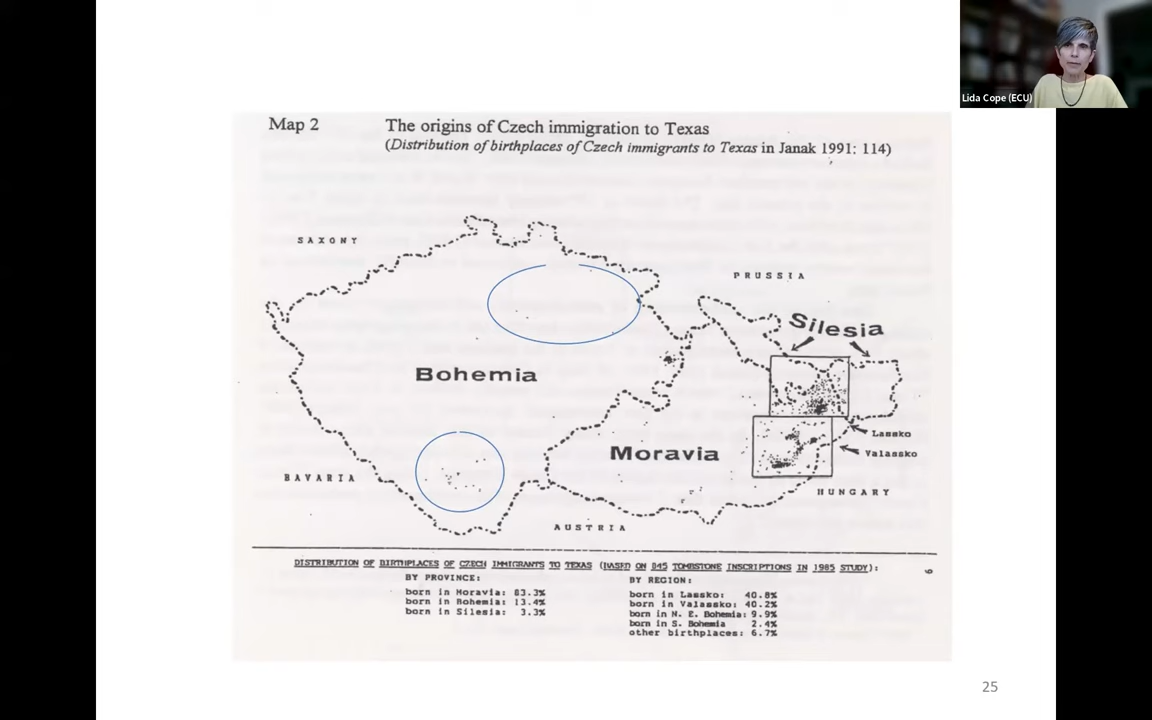 Lida Cope (ECU)
Map 2
The origins of Czech immigration to Texas
(Distribution of birthplaces of Czech immigrants to Texas in Janak 1991: 114)
SAXONY
PRUSSIA
Silesia
Bohemia
Lassko
Moravia
Valassko
BAVARIA
HUNGARY
AUSTRIA
DISTRIBUTION OF BIRTHPLACES OF CZECH IMMIGRANTS TO TEXAS (BASED ON 845 TOMBSTONE INSCRIPTIONS IN 1985 STUDY):
BY PROVINCE:
born in Moravia: 83.3%
born in Bohemia: 13.4%
born in Silesia: 3.3%
BY REGION:
born in Lassko: 40.8%
born in Valassko: 40.2%
born in N. E. Bohemia: 9.9%
born in S. Bohemia 2.4%
other birthplaces: 6.7%
25